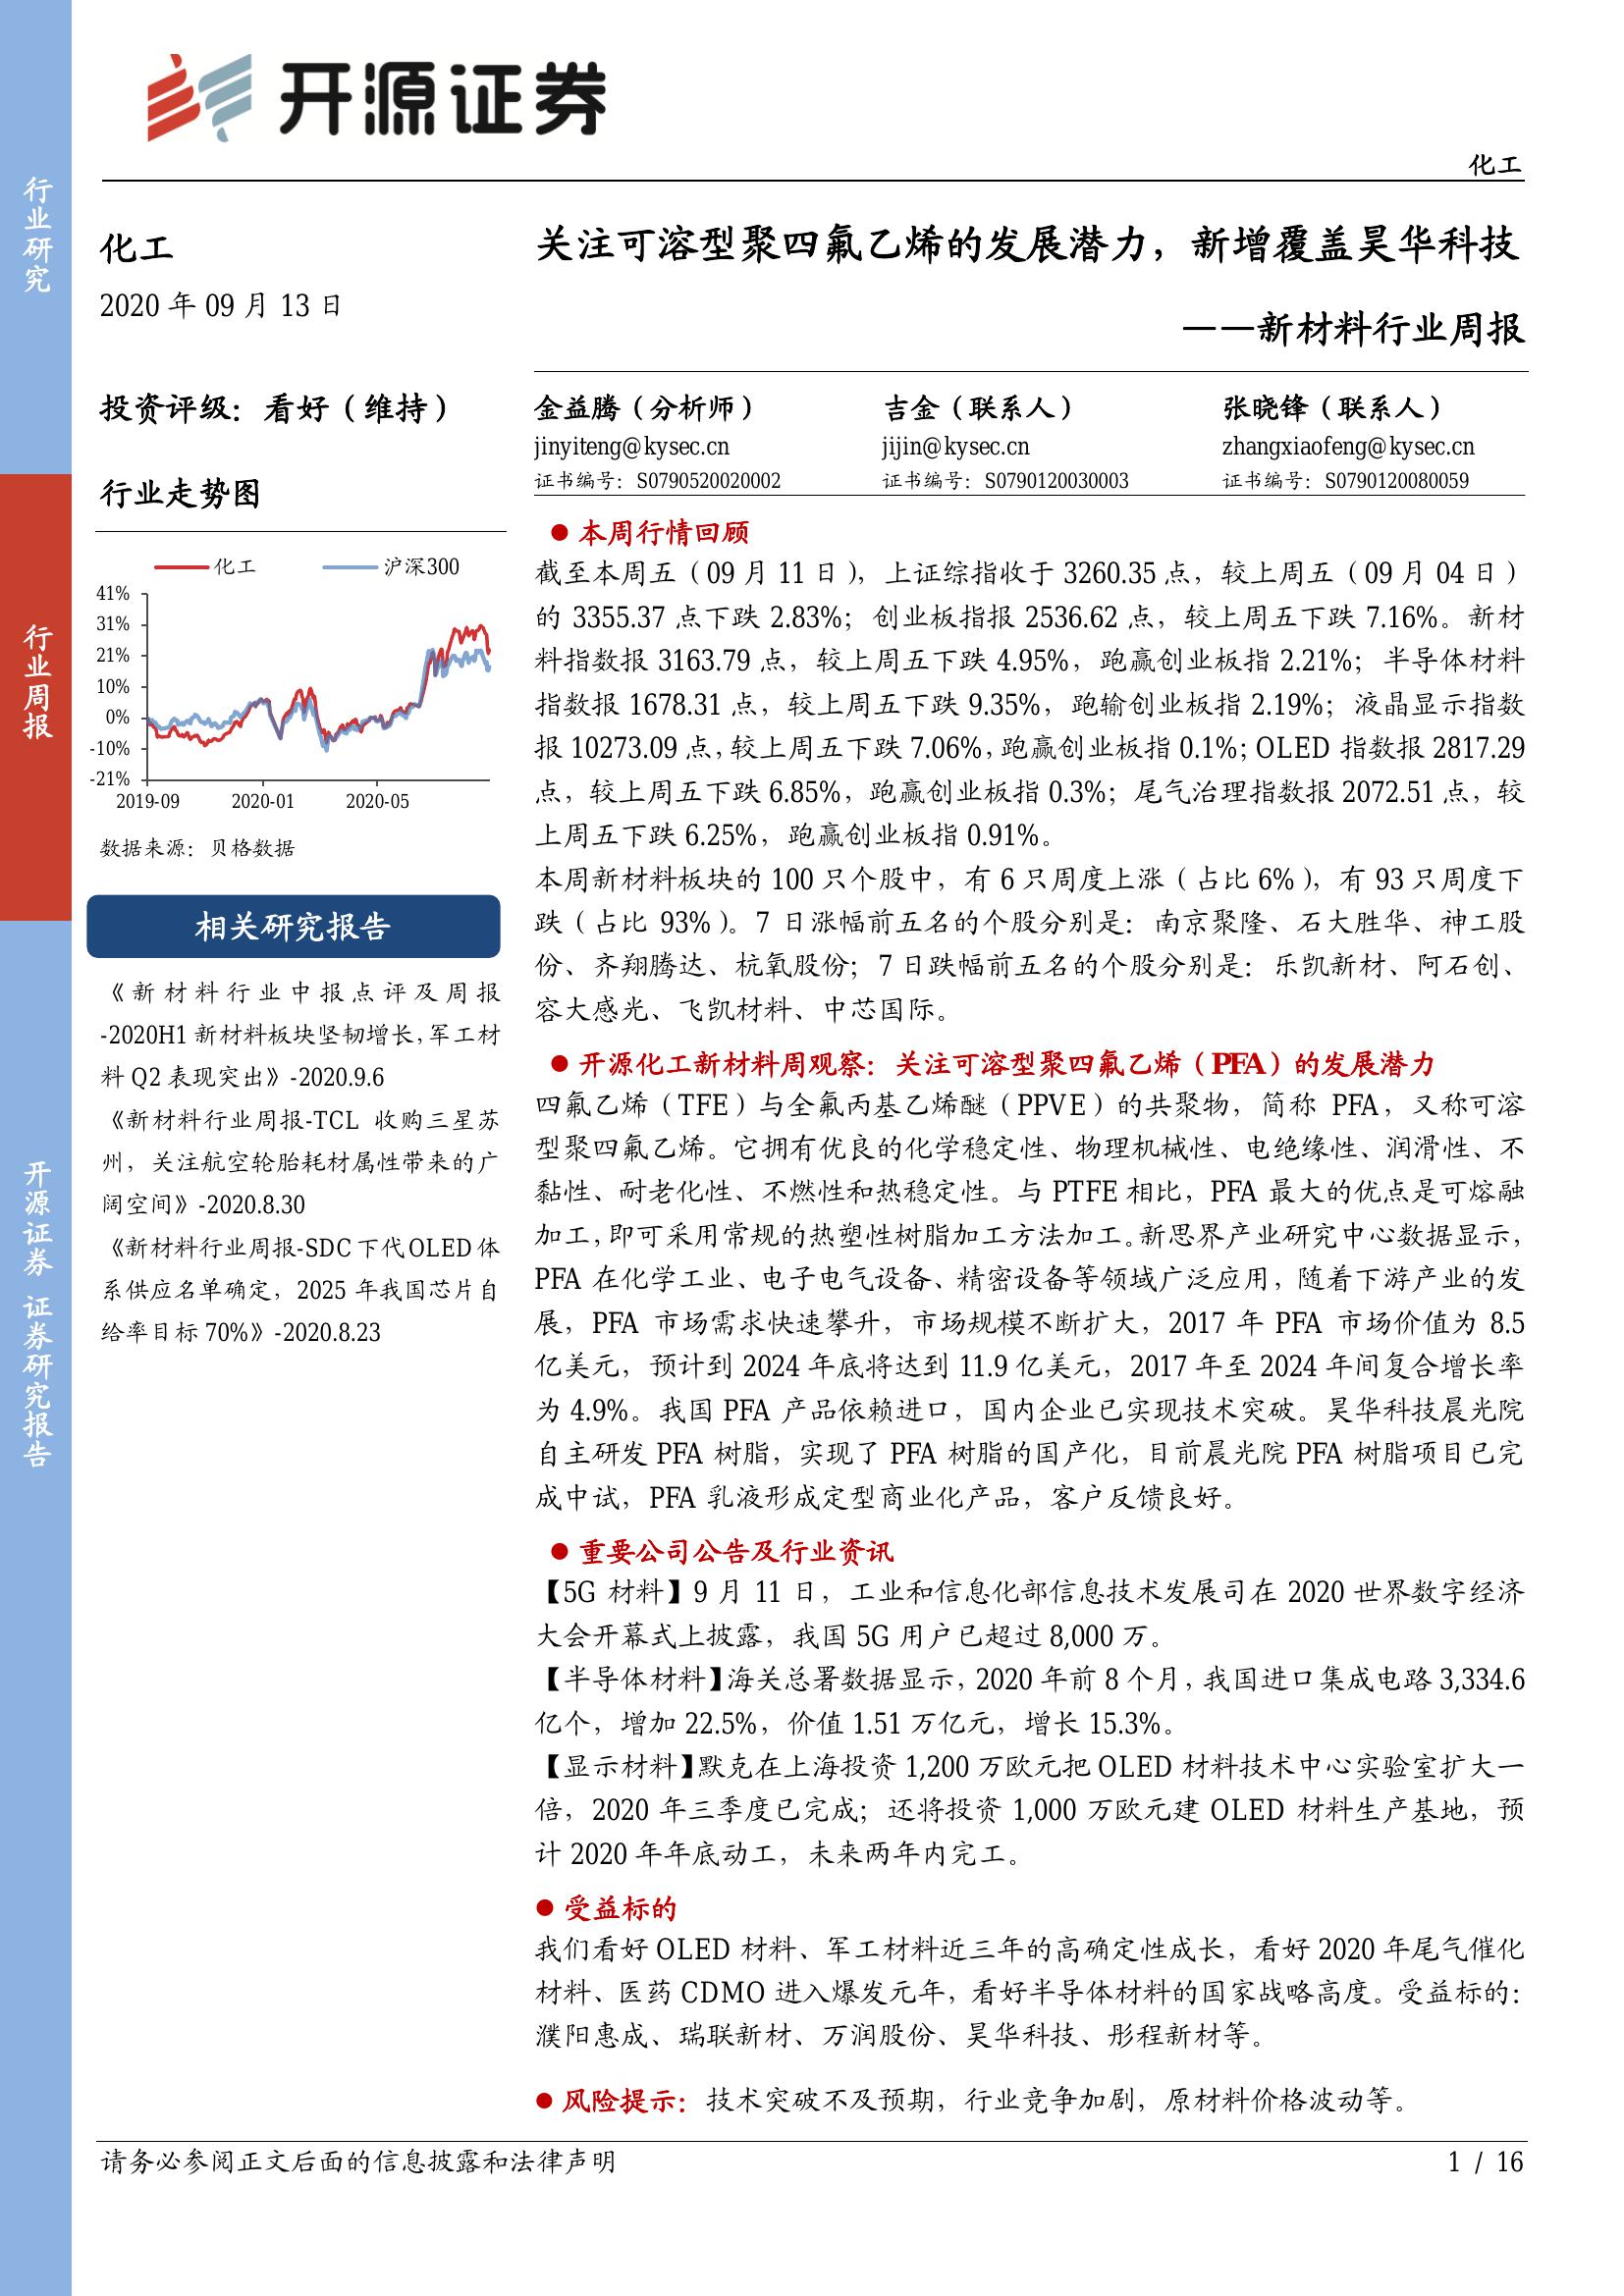 开源证券
化工
行业研究
行业周报
开源证券 证券研究报告
化工
2020 年 09 月 13 日
投资评级：看好（维持）
行业走势图
化工 沪深300
41%
31%
21%
10%
0%
-10%
-21%
2019-09 2020-01 2020-05
数据来源：贝格数据
相关研究报告
《新材料行业中报点评及周报
-2020H1 新材料板块坚韧增长,军工材
料 Q2 表现突出》-2020.9.6
《新材料行业周报-TCL 收购三星苏
州，关注航空轮胎耗材属性带来的广
阔空间》-2020.8.30
《新材料行业周报-SDC 下代 OLED 体
系供应名单确定，2025 年我国芯片自
给率目标 70%》-2020.8.23
关注可溶型聚四氟乙烯的发展潜力，新增覆盖昊华科技
——新材料行业周报
金益腾（分析师） 吉金（联系人） 张晓锋（联系人）
jinyiteng@kysec.cn jijin@kysec.cn zhangxiaofeng@kysec.cn
证书编号：S0790520020002 证书编号：S0790120030003 证书编号：S0790120080059
● 本周行情回顾
截至本周五（09 月 11 日），上证综指收于 3260.35 点，较上周五（09 月 04 日）
的 3355.37 点下跌 2.83%；创业板指报 2536.62 点，较上周五下跌 7.16%。新材
料指数报 3163.79 点，较上周五下跌 4.95%，跑赢创业板指 2.21%；半导体材料
指数报 1678.31 点，较上周五下跌 9.35%，跑输创业板指 2.19%；液晶显示指数
报 10273.09 点，较上周五下跌 7.06%，跑赢创业板指 0.1%；OLED 指数报 2817.29
点，较上周五下跌 6.85%，跑赢创业板指 0.3%；尾气治理指数报 2072.51 点，较
上周五下跌 6.25%，跑赢创业板指 0.91%。
本周新材料板块的 100 只个股中，有 6 只周度上涨（占比 6%），有 93 只周度下
跌（占比 93%）。7 日涨幅前五名的个股分别是：南京聚隆、石大胜华、神工股
份、齐翔腾达、杭氧股份；7 日跌幅前五名的个股分别是：乐凯新材、阿石创、
容大感光、飞凯材料、中芯国际。
● 开源化工新材料周观察：关注可溶型聚四氟乙烯（PFA）的发展潜力
四氟乙烯（TFE）与全氟丙基乙烯醚（PPVE）的共聚物，简称 PFA，又称可溶
型聚四氟乙烯。它拥有优良的化学稳定性、物理机械性、电绝缘性、润滑性、不
黏性、耐老化性、不燃性和热稳定性。与 PTFE 相比，PFA 最大的优点是可熔融
加工，即可采用常规的热塑性树脂加工方法加工。新思界产业研究中心数据显示，
PFA 在化学工业、电子电气设备、精密设备等领域广泛应用，随着下游产业的发
展，PFA 市场需求快速攀升，市场规模不断扩大，2017 年 PFA 市场价值为 8.5
亿美元，预计到 2024 年底将达到 11.9 亿美元，2017 年至 2024 年间复合增长率
为 4.9%。我国 PFA 产品依赖进口，国内企业已实现技术突破。昊华科技晨光院
自主研发 PFA 树脂，实现了 PFA 树脂的国产化，目前晨光院 PFA 树脂项目已完
成中试，PFA 乳液形成定型商业化产品，客户反馈良好。
● 重要公司公告及行业资讯
【5G 材料】9 月 11 日，工业和信息化部信息技术发展司在 2020 世界数字经济
大会开幕式上披露，我国 5G 用户已超过 8,000 万。
【半导体材料】海关总署数据显示，2020 年前 8 个月，我国进口集成电路 3,334.6
亿个，增加 22.5%，价值 1.51 万亿元，增长 15.3%。
【显示材料】默克在上海投资 1,200 万欧元把 OLED 材料技术中心实验室扩大一
倍，2020 年三季度已完成；还将投资 1,000 万欧元建 OLED 材料生产基地，预
计 2020 年年底动工，未来两年内完工。
● 受益标的
我们看好 OLED 材料、军工材料近三年的高确定性成长，看好 2020 年尾气催化
材料、医药 CDMO 进入爆发元年，看好半导体材料的国家战略高度。受益标的：
濮阳惠成、瑞联新材、万润股份、昊华科技、彤程新材等。
● 风险提示：技术突破不及预期，行业竞争加剧，原材料价格波动等。
请务必参阅正文后面的信息披露和法律声明 1 / 16